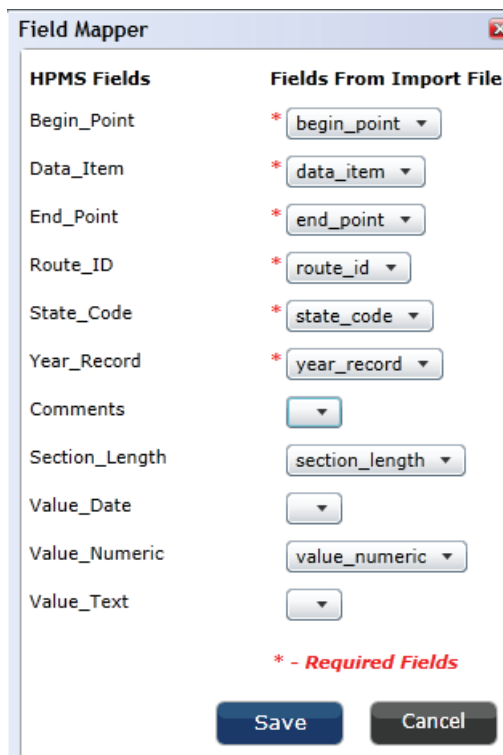 Field Mapper
HPMS Fields Fields From Import File
Begin_Point * begin_point
Data_Item * data_item
End_Point * end_point
Route_ID * route_id
State_Code * state_code
Year_Record * year_record
Comments
Section_Length section_length
Value_Date
Value_Numeric value_numeric
Value_Text
* - Required Fields
Save Cancel